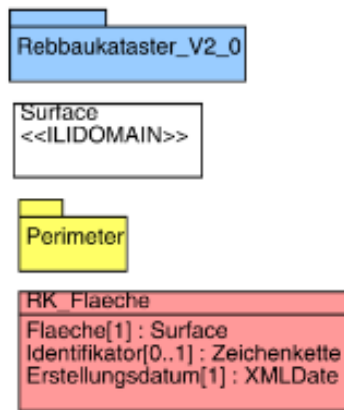 Rebbaukataster_V2_0
Surface
<<ILIDOMAIN>>
Perimeter
RK_Flaeche
Flaeche[1] : Surface
Identifikator[0..1] : Zeichenkette
Erstellungsdatum[1] : XMLDate